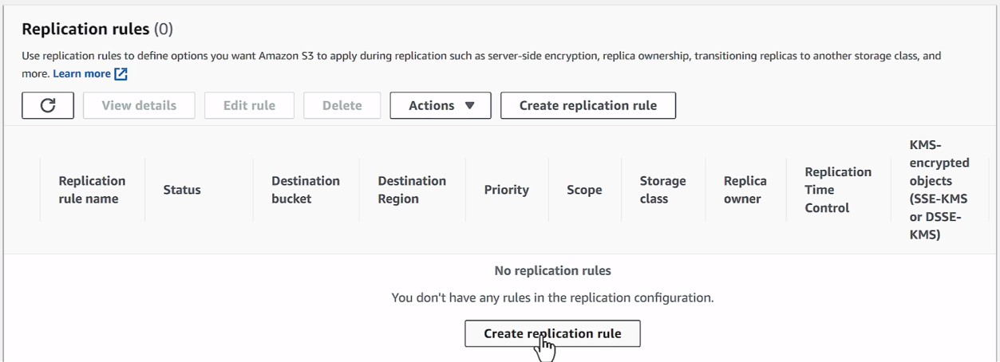 Replication rules (0)
Use replication rules to define options you want Amazon S3 to apply during replication such as server-side encryption, replica ownership, transitioning replicas to another storage class, and
more. Learn more
View details
Edit rule
Delete
Actions
Create replication rule
Replication
rule name
Status
Destination
bucket
Destination
Region
Priority
Scope
Storage
class
Replica
owner
Replication
Time
Control
KMS-
encrypted
objects
(SSE-KMS
or DSSE-
KMS)
No replication rules
You don't have any rules in the replication configuration.
Create replication rule